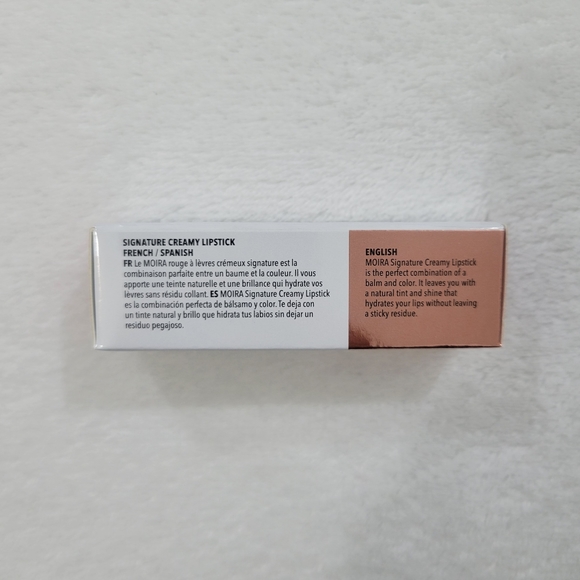 SIGNATURE CREAMY LIPSTICK
FRENCH / SPANISH
FR Le MOIRA rouge à lèvres crémeux signature est la
combinaison parfaite entre un baume et la couleur. Il vous
apporte une teinte naturelle et une brillance qui hydrate vos
lèvres sans résidu collant. ES MOIRA Signature Creamy Lipstick
es la combinación perfecta de bálsamo y color. Te deja con
un tinte natural y brillo que hidrata tus labios sin dejar un
residuo pegajoso.
ENGLISH
MOIRA Signature Creamy Lipstick
is the perfect combination of a
balm and color. It leaves you with
a natural tint and shine that
hydrates your lips without leaving
a sticky residue.